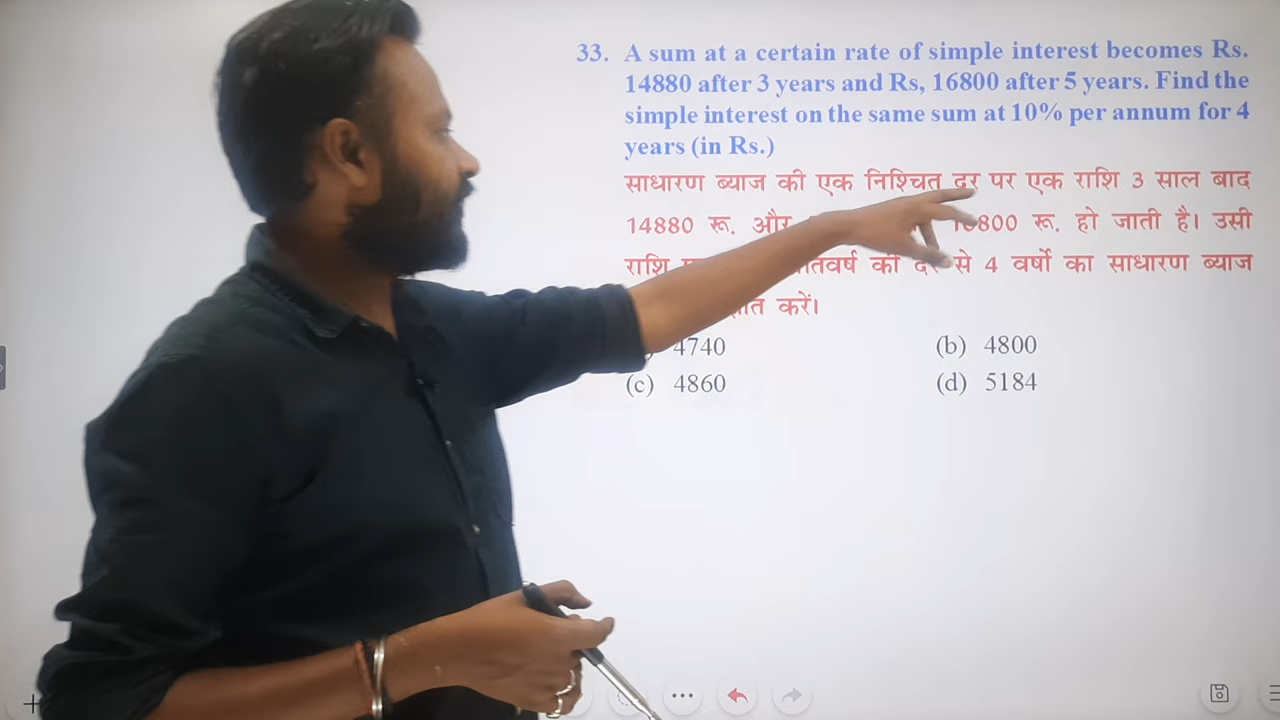 33. A sum at a certain rate of simple interest becomes Rs.
14880 after 3 years and Rs, 16800 after 5 years. Find the
simple interest on the same sum at 10% per annum for 4
years (in Rs.)
साधारण ब्याज की एक निश्चित दर पर एक राशि 3 साल बाद
14880 रू. और 800 रू. हो जाती है। उसी
राशि की दर से 4 वर्षो का साधारण ब्याज
करें।
4740 (b) 4800
(c) 4860 (d) 5184